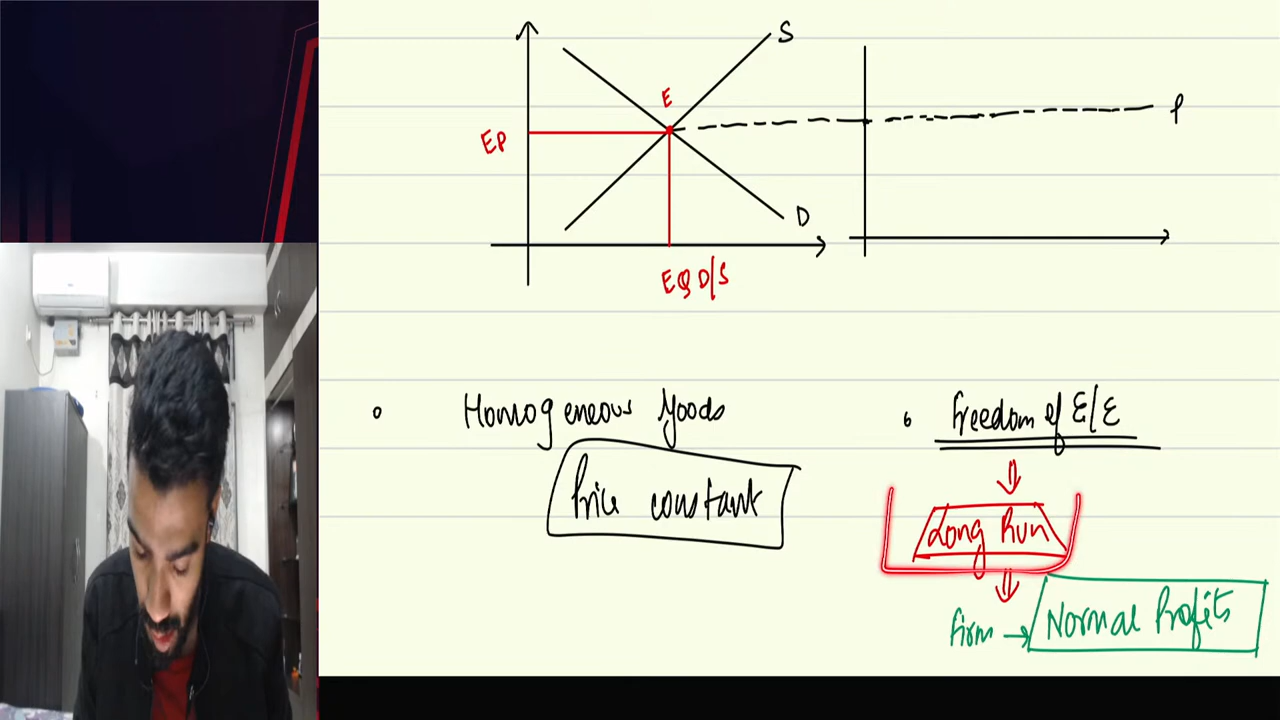 S
E
P
EP
D
EQ D/S
Homogeneous goods
Price constant
freedom of E/E
Long Run
firm → Normal Profits